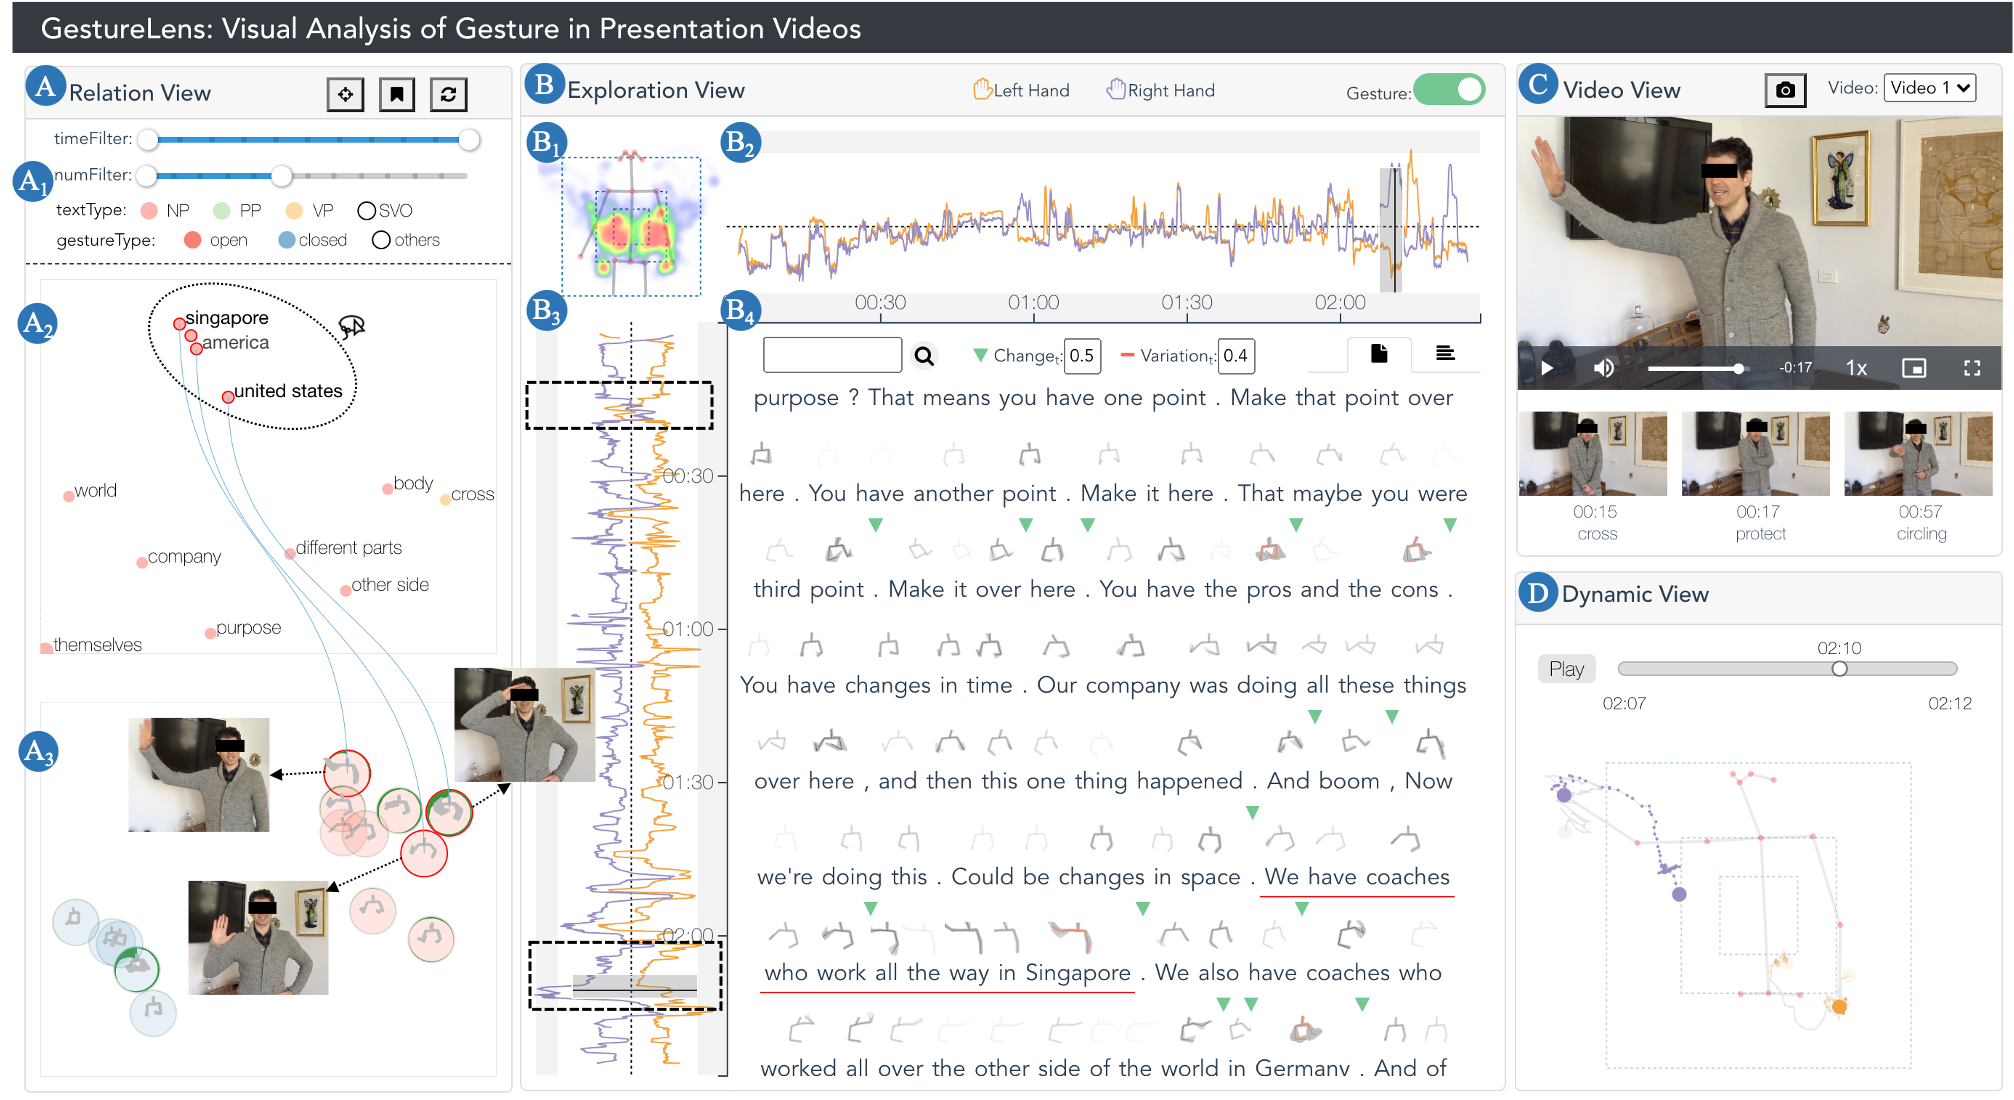 GestureLens: Visual Analysis of Gesture in Presentation Videos
A Relation View
timeFilter:
A1 numFilter:
textType: NP PP VP SVO
gestureType: open closed others
A2
singapore
america
united states
world
body
cross
company
different parts
other side
purpose
themselves
A3
B Exploration View
Left Hand Right Hand
Gesture:
B1
B2
00:30 01:00 01:30 02:00
B3
00:30
01:00
01:30
02:00
B4
Changet: 0.5 Variationt: 0.4
purpose ? That means you have one point . Make that point over
here . You have another point . Make it here . That maybe you were
third point . Make it over here . You have the pros and the cons .
You have changes in time . Our company was doing all these things
over here , and then this one thing happened . And boom , Now
we're doing this . Could be changes in space . We have coaches
who work all the way in Singapore . We also have coaches who
worked all over the other side of the world in Germany . And of
C Video View
Video: Video 1
-0:17 1x
00:15 00:17 00:57
cross protect circling
D Dynamic View
02:10
Play
02:07 02:12